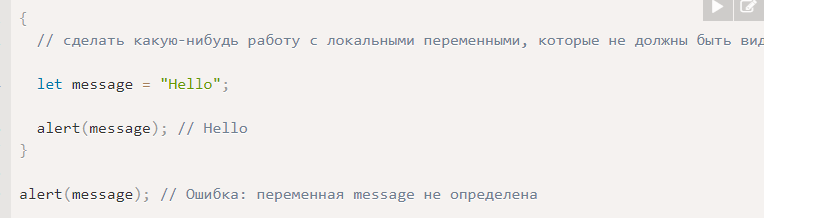 {
// сделать какую-нибудь работу с локальными переменными, которые не должны быть
let message = "Hello";
alert(message); // Hello
}
alert(message); // Ошибка: переменная message не определена